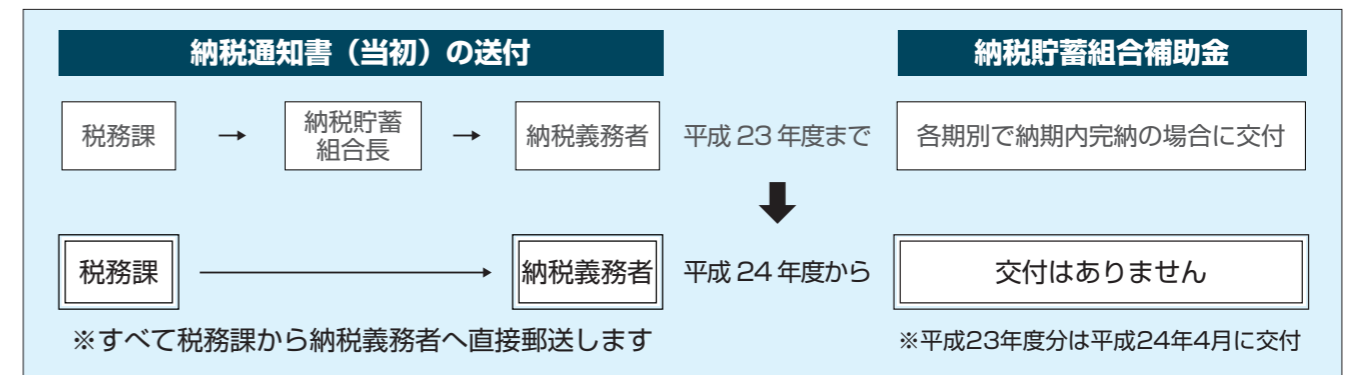 納税通知書（当初）の送付
納税貯蓄組合補助金
税務課 → 納税貯蓄
組合長 → 納税義務者 平成 23 年度まで 各期別で納期内完納の場合に交付
税務課 → 納税義務者 平成 24 年度から 交付はありません
※すべて税務課から納税義務者へ直接郵送します
※平成23年度分は平成24年4月に交付